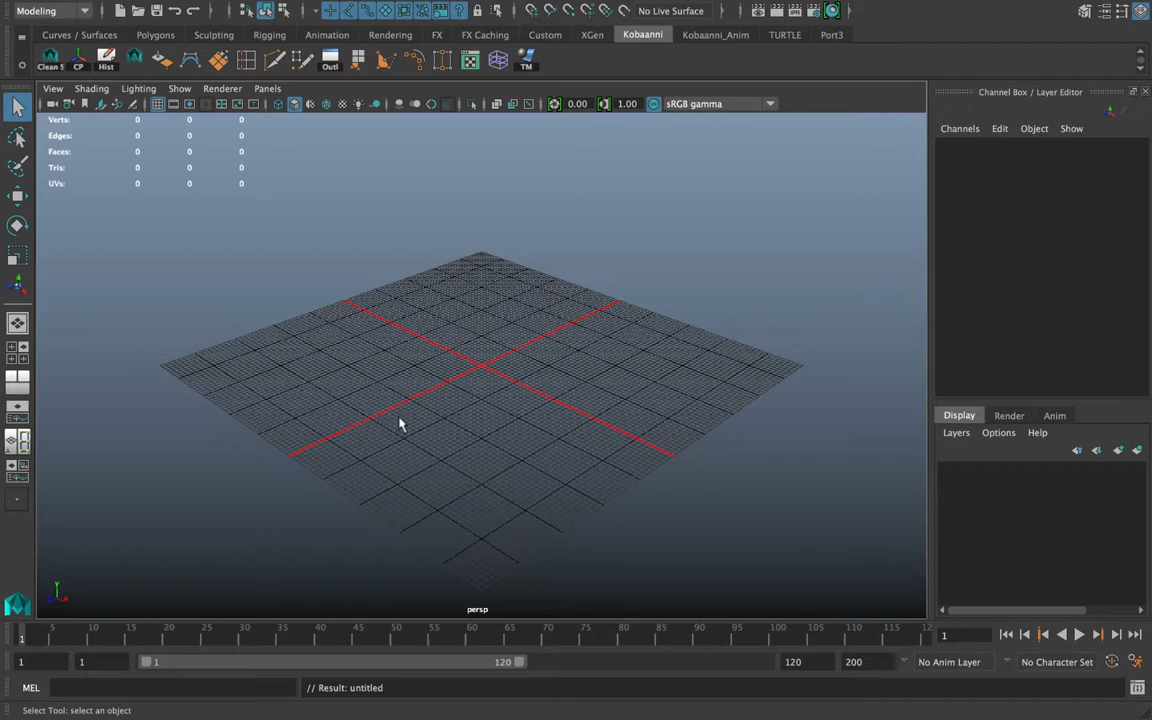 Modeling No Live Surface
Curves / Surfaces Polygons Sculpting Rigging Animation Rendering FX FX Caching Custom XGen Kobaanni Kobaanni_Anim TURTLE Port3
Clean S CP Hist Outl TM
View Shading Lighting Show Renderer Panels
0.00 1.00 sRGB gamma
Verts: 0 0 0
Edges: 0 0 0
Faces: 0 0 0
Tris: 0 0 0
UVs: 0 0 0
persp
Channel Box / Layer Editor
Channels Edit Object Show
Display Render Anim
Layers Options Help
1 5 10 15 20 25 30 35 40 45 50 55 60 65 70 75 80 85 90 95 100 105 110 115 12 1
1 1 1 120 120 200 No Anim Layer No Character Set
MEL // Result: untitled
Select Tool: select an object